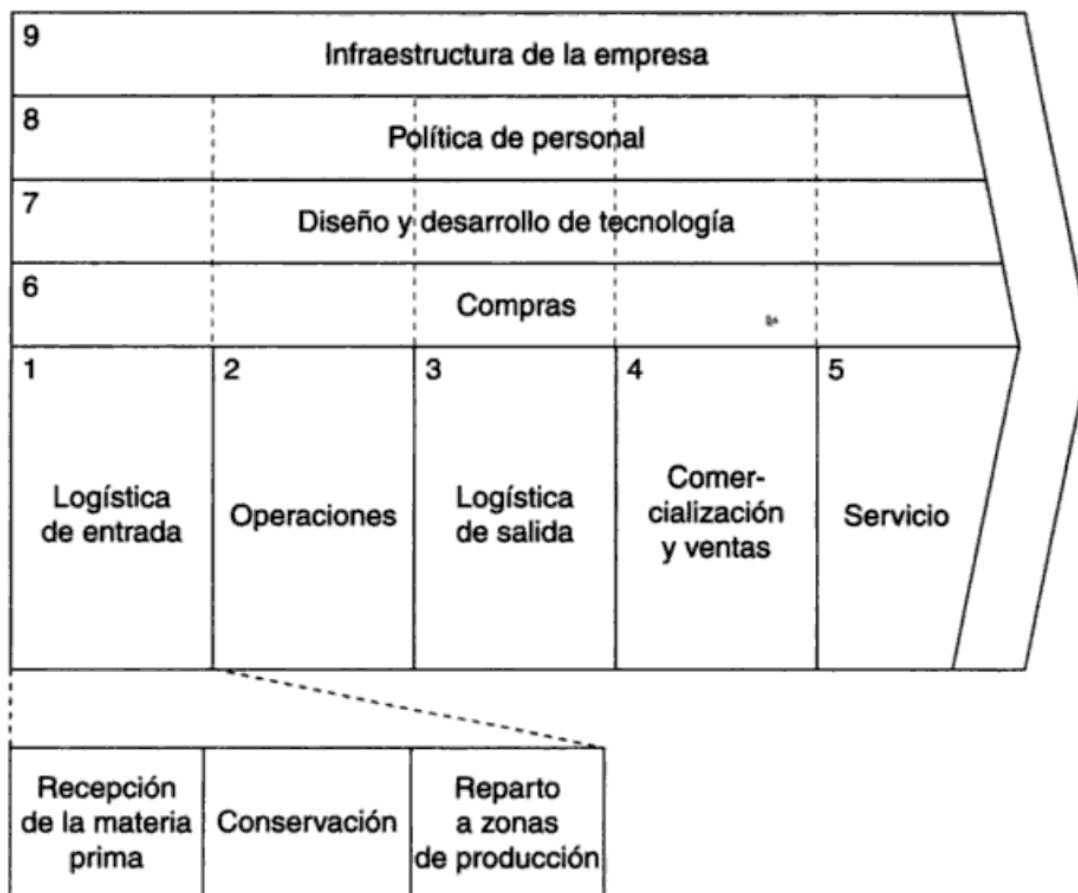 9
Infraestructura de la empresa
8
Política de personal
7
Diseño y desarrollo de tecnología
6
Compras
1
Logística
de entrada
2
Operaciones
3
Logística
de salida
4
Comer-
cialización
y ventas
5
Servicio
Recepción
de la materia
prima
Conservación
Reparto
a zonas
de producción